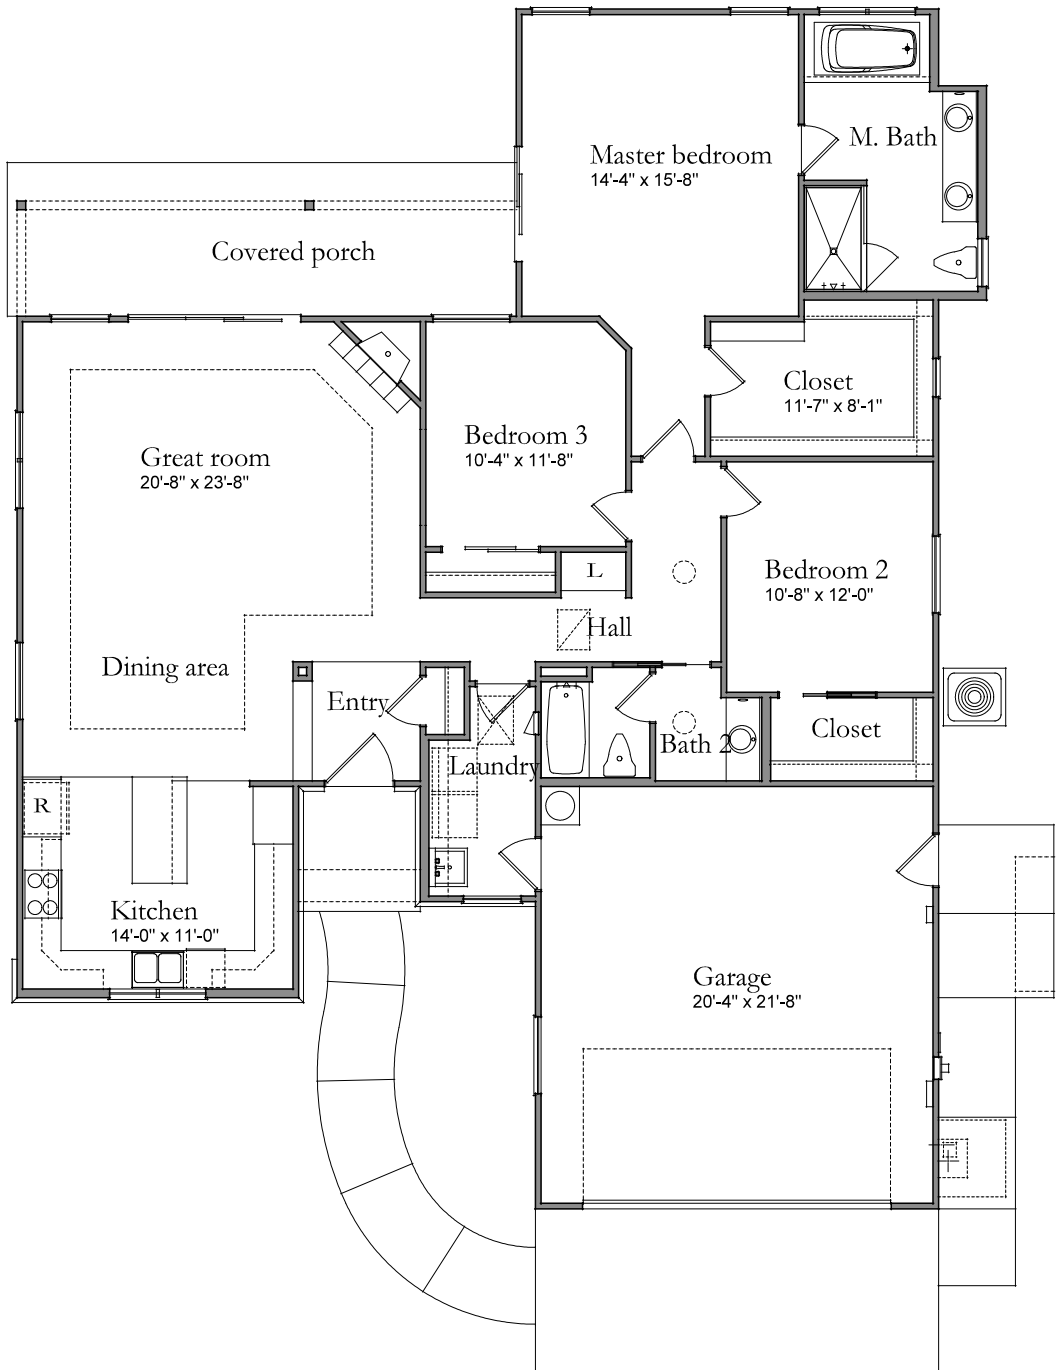 Master bedroom
14'-4" x 15'-8"
M. Bath
Covered porch
Closet
11'-7" x 8'-1"
Bedroom 3
10'-4" x 11'-8"
Great room
20'-8" x 23'-8"
L
Bedroom 2
10'-8" x 12'-0"
Hall
Dining area
Entry
Closet
Bath 2
Laundry
R
Kitchen
14'-0" x 11'-0"
Garage
20'-4" x 21'-8"